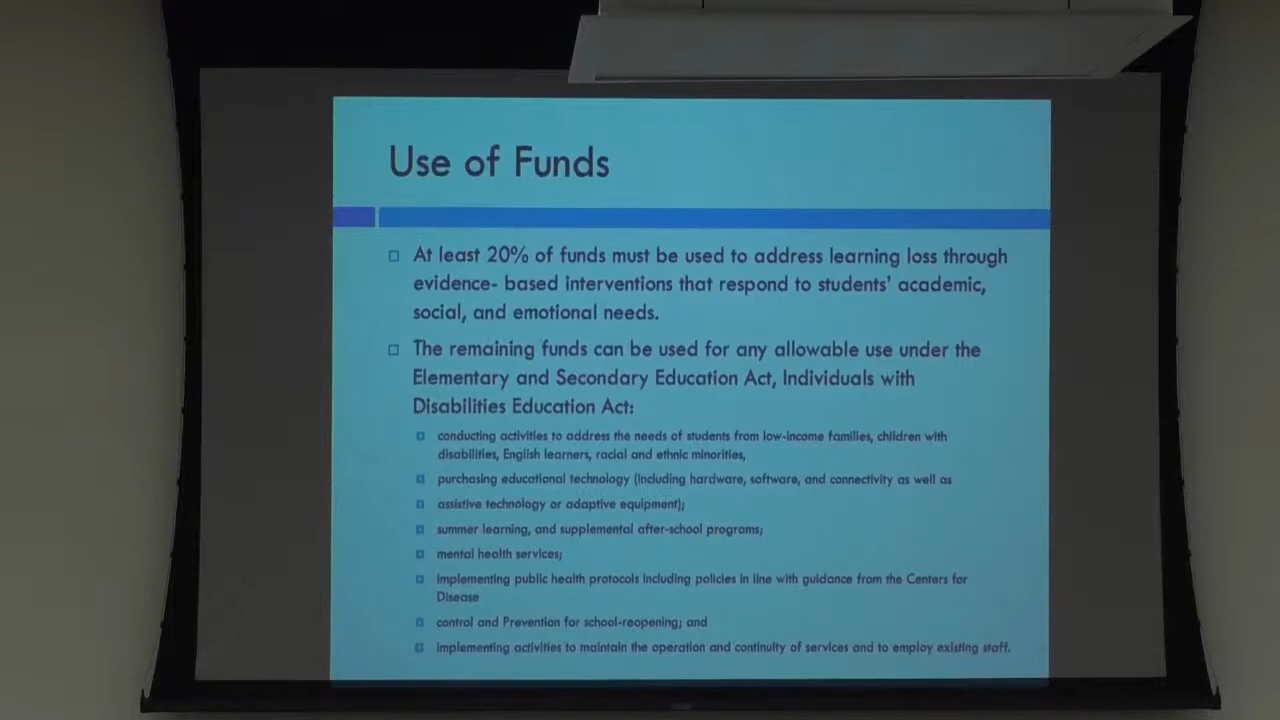 Use of Funds
At least 20% of funds must be used to address learning loss through
evidence- based interventions that respond to students' academic,
social, and emotional needs.
The remaining funds can be used for any allowable use under the
Elementary and Secondary Education Act, Individuals with
Disabilities Education Act:
conducting activities to address the needs of students from low-income families, children with
disabilities, English learners, racial and ethnic minorities,
purchasing educational technology (including hardware, software, and connectivity as well as
assistive technology or adaptive equipment);
summer learning, and supplemental after-school programs;
mental health services;
implementing public health protocols including policies in line with guidance from the Centers for
Disease
control and Prevention for school-reopening; and
implementing activities to maintain the operation and continuity of services and to employ existing staff.